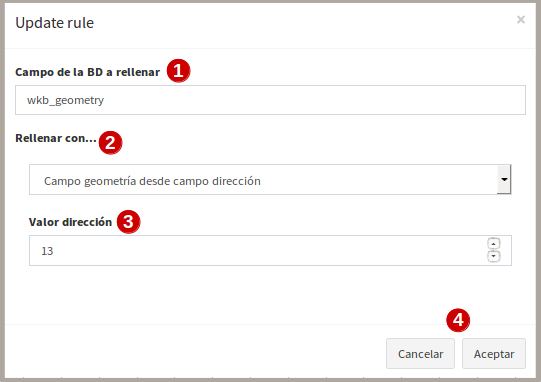 Update rule ×
Campo de la BD a rellenar 1
wkb_geometry
Rellenar con... 2
Campo geometría desde campo dirección
Valor dirección 3
13
4
Cancelar Aceptar